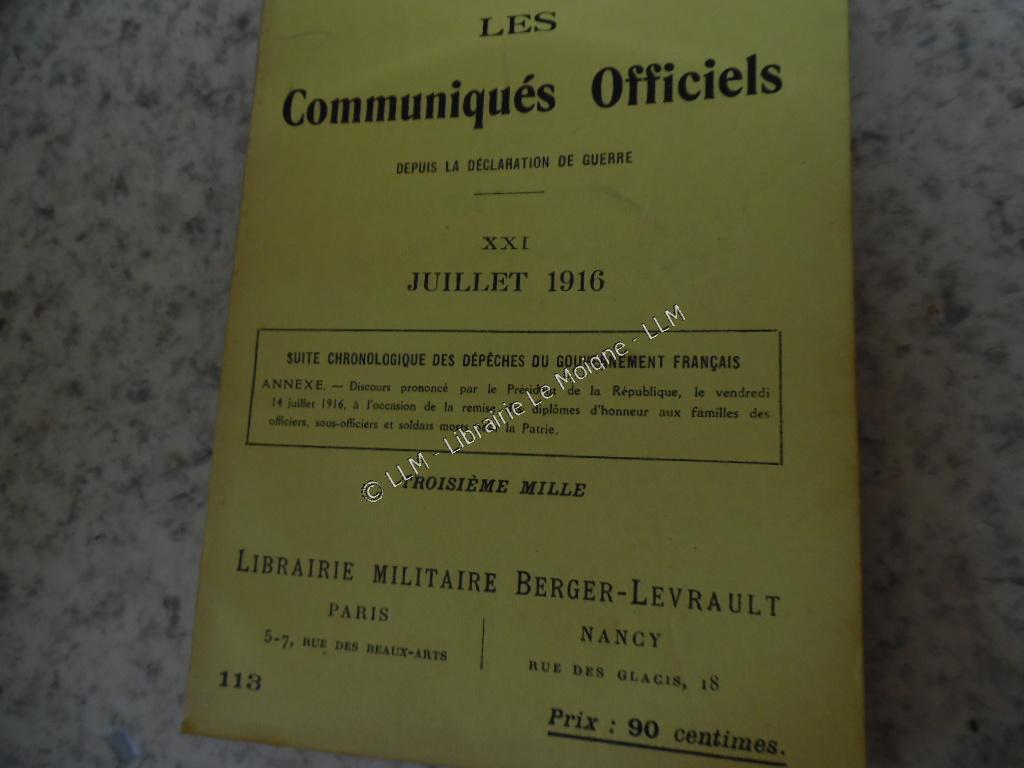 LES
Communiqués Officiels
DEPUIS LA DÉCLARATION DE GUERRE
XXI
JUILLET 1916
SUITE CHRONOLOGIQUE DES DÉPÊCHES DU GOUVERNEMENT FRANÇAIS
ANNEXE. — Discours prononcé par le Président de la République, le vendredi
14 juillet 1916, à l'occasion de la remise des diplômes d'honneur aux familles des
officiers, sous-officiers et soldats morts pour la Patrie.
© LLM - Librairie Le Moigne - LLM
TROISIÈME MILLE
LIBRAIRIE MILITAIRE BERGER-LEVRAULT
PARIS
5-7, RUE DES BEAUX-ARTS
NANCY
RUE DES GLACIS, 18
113
Prix : 90 centimes.